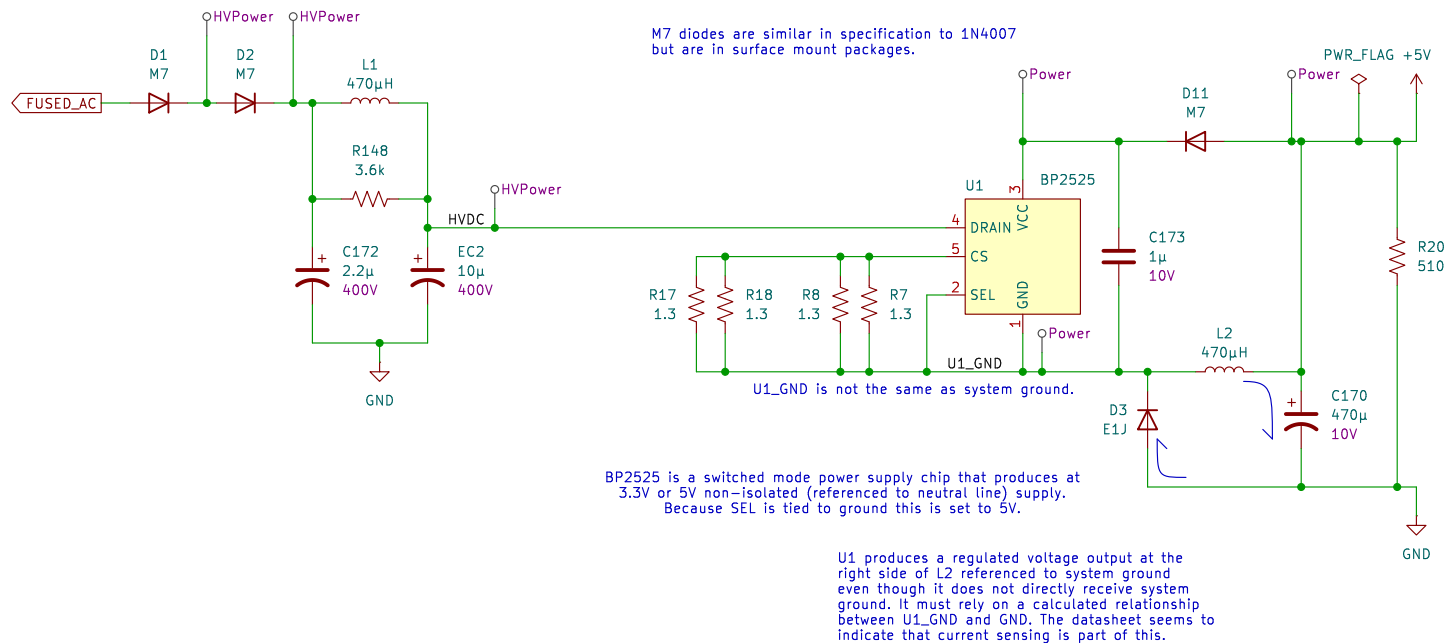 HVPower
HVPower
M7 diodes are similar in specification to 1N4007
but are in surface mount packages.
D1
M7
D2
M7
L1
470µH
FUSED_AC
R148
3.6k
HVPower
HVDC
C172
2.2µ
400V
EC2
10µ
400V
GND
Power
Power
PWR_FLAG
+5V
D11
M7
U1
BP2525
3
VCC
4
DRAIN
5
CS
2
SEL
GND
1
C173
1µ
10V
R20
510
R17
1.3
R18
1.3
R8
1.3
R7
1.3
Power
U1_GND
U1_GND is not the same as system ground.
L2
470µH
D3
E1J
C170
470µ
10V
GND
BP2525 is a switched mode power supply chip that produces at
3.3V or 5V non-isolated (referenced to neutral line) supply.
Because SEL is tied to ground this is set to 5V.
U1 produces a regulated voltage output at the
right side of L2 referenced to system ground
even though it does not directly receive system
ground. It must rely on a calculated relationship
between U1_GND and GND. The datasheet seems to
indicate that current sensing is part of this.